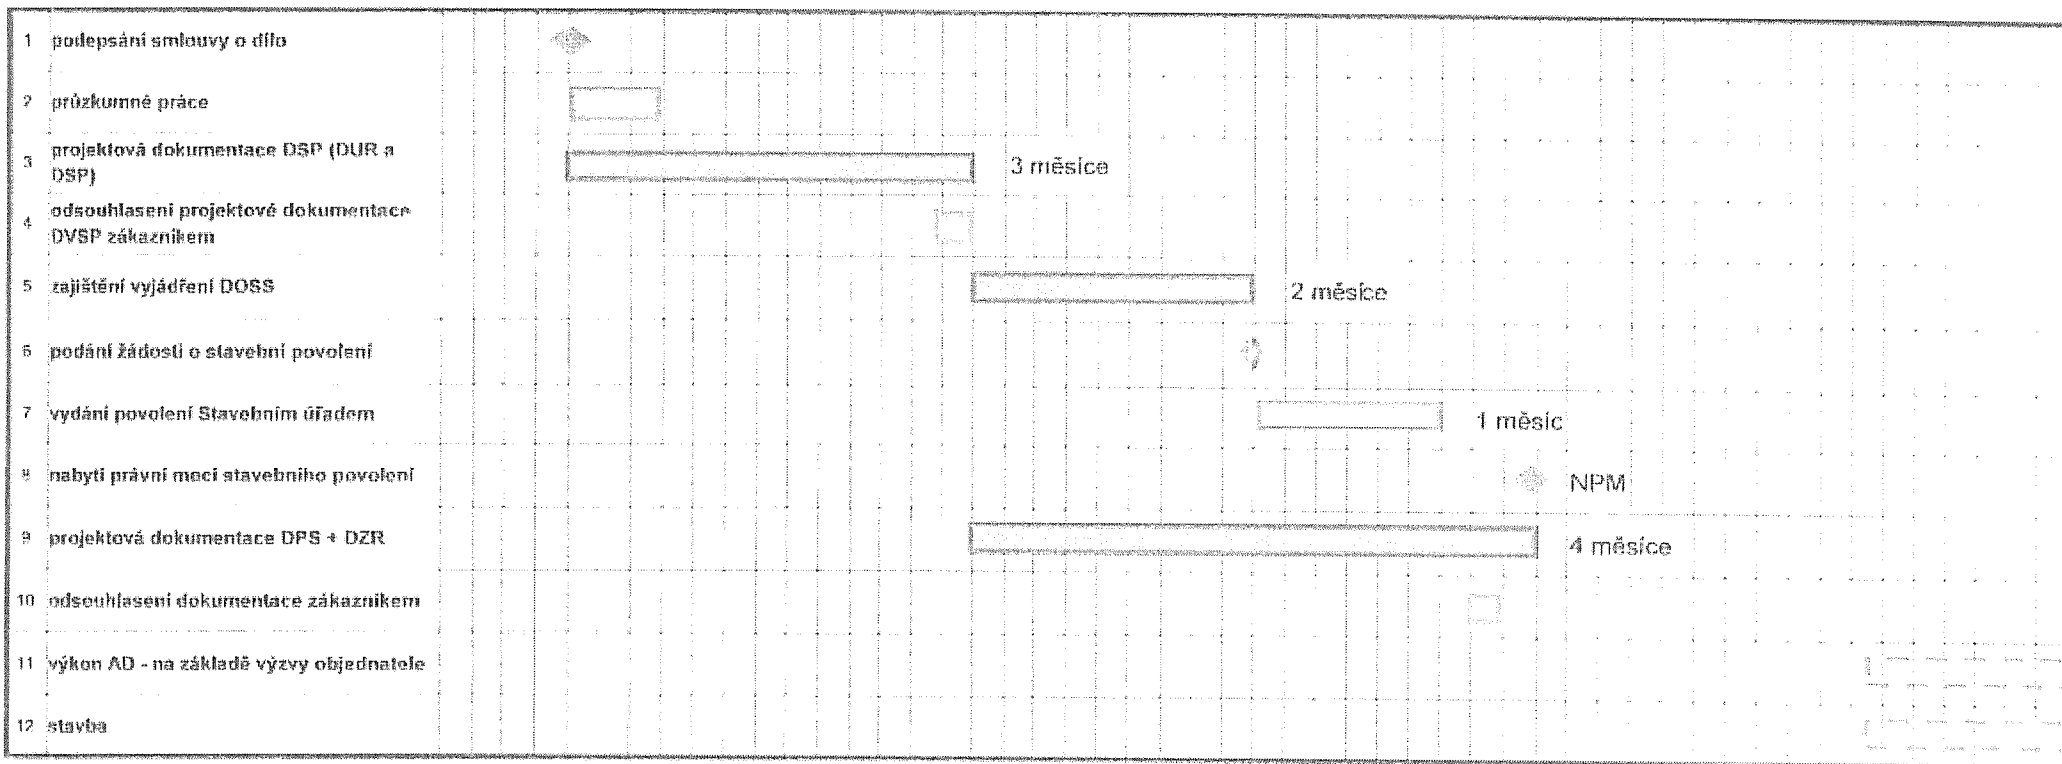 1 podepsání smlouvy o dílo
2 průzkumné práce
3 projektová dokumentace DSP (DUR a
DSP)
3 měsíce
4 odsouhlasení projektové dokumentace
DVSP zákazníkem
5 zajištění vyjádření DOSS
2 měsíce
6 podání žádosti o stavební povolení
7 vydání povolení Stavebním úřadem
1 měsíc
8 nabytí právní moci stavebního povolení
NPM
9 projektová dokumentace DPS + DZR
4 měsíce
10 odsouhlasení dokumentace zákazníkem
11 výkon AD - na základě výzvy objednatele
12 stavba